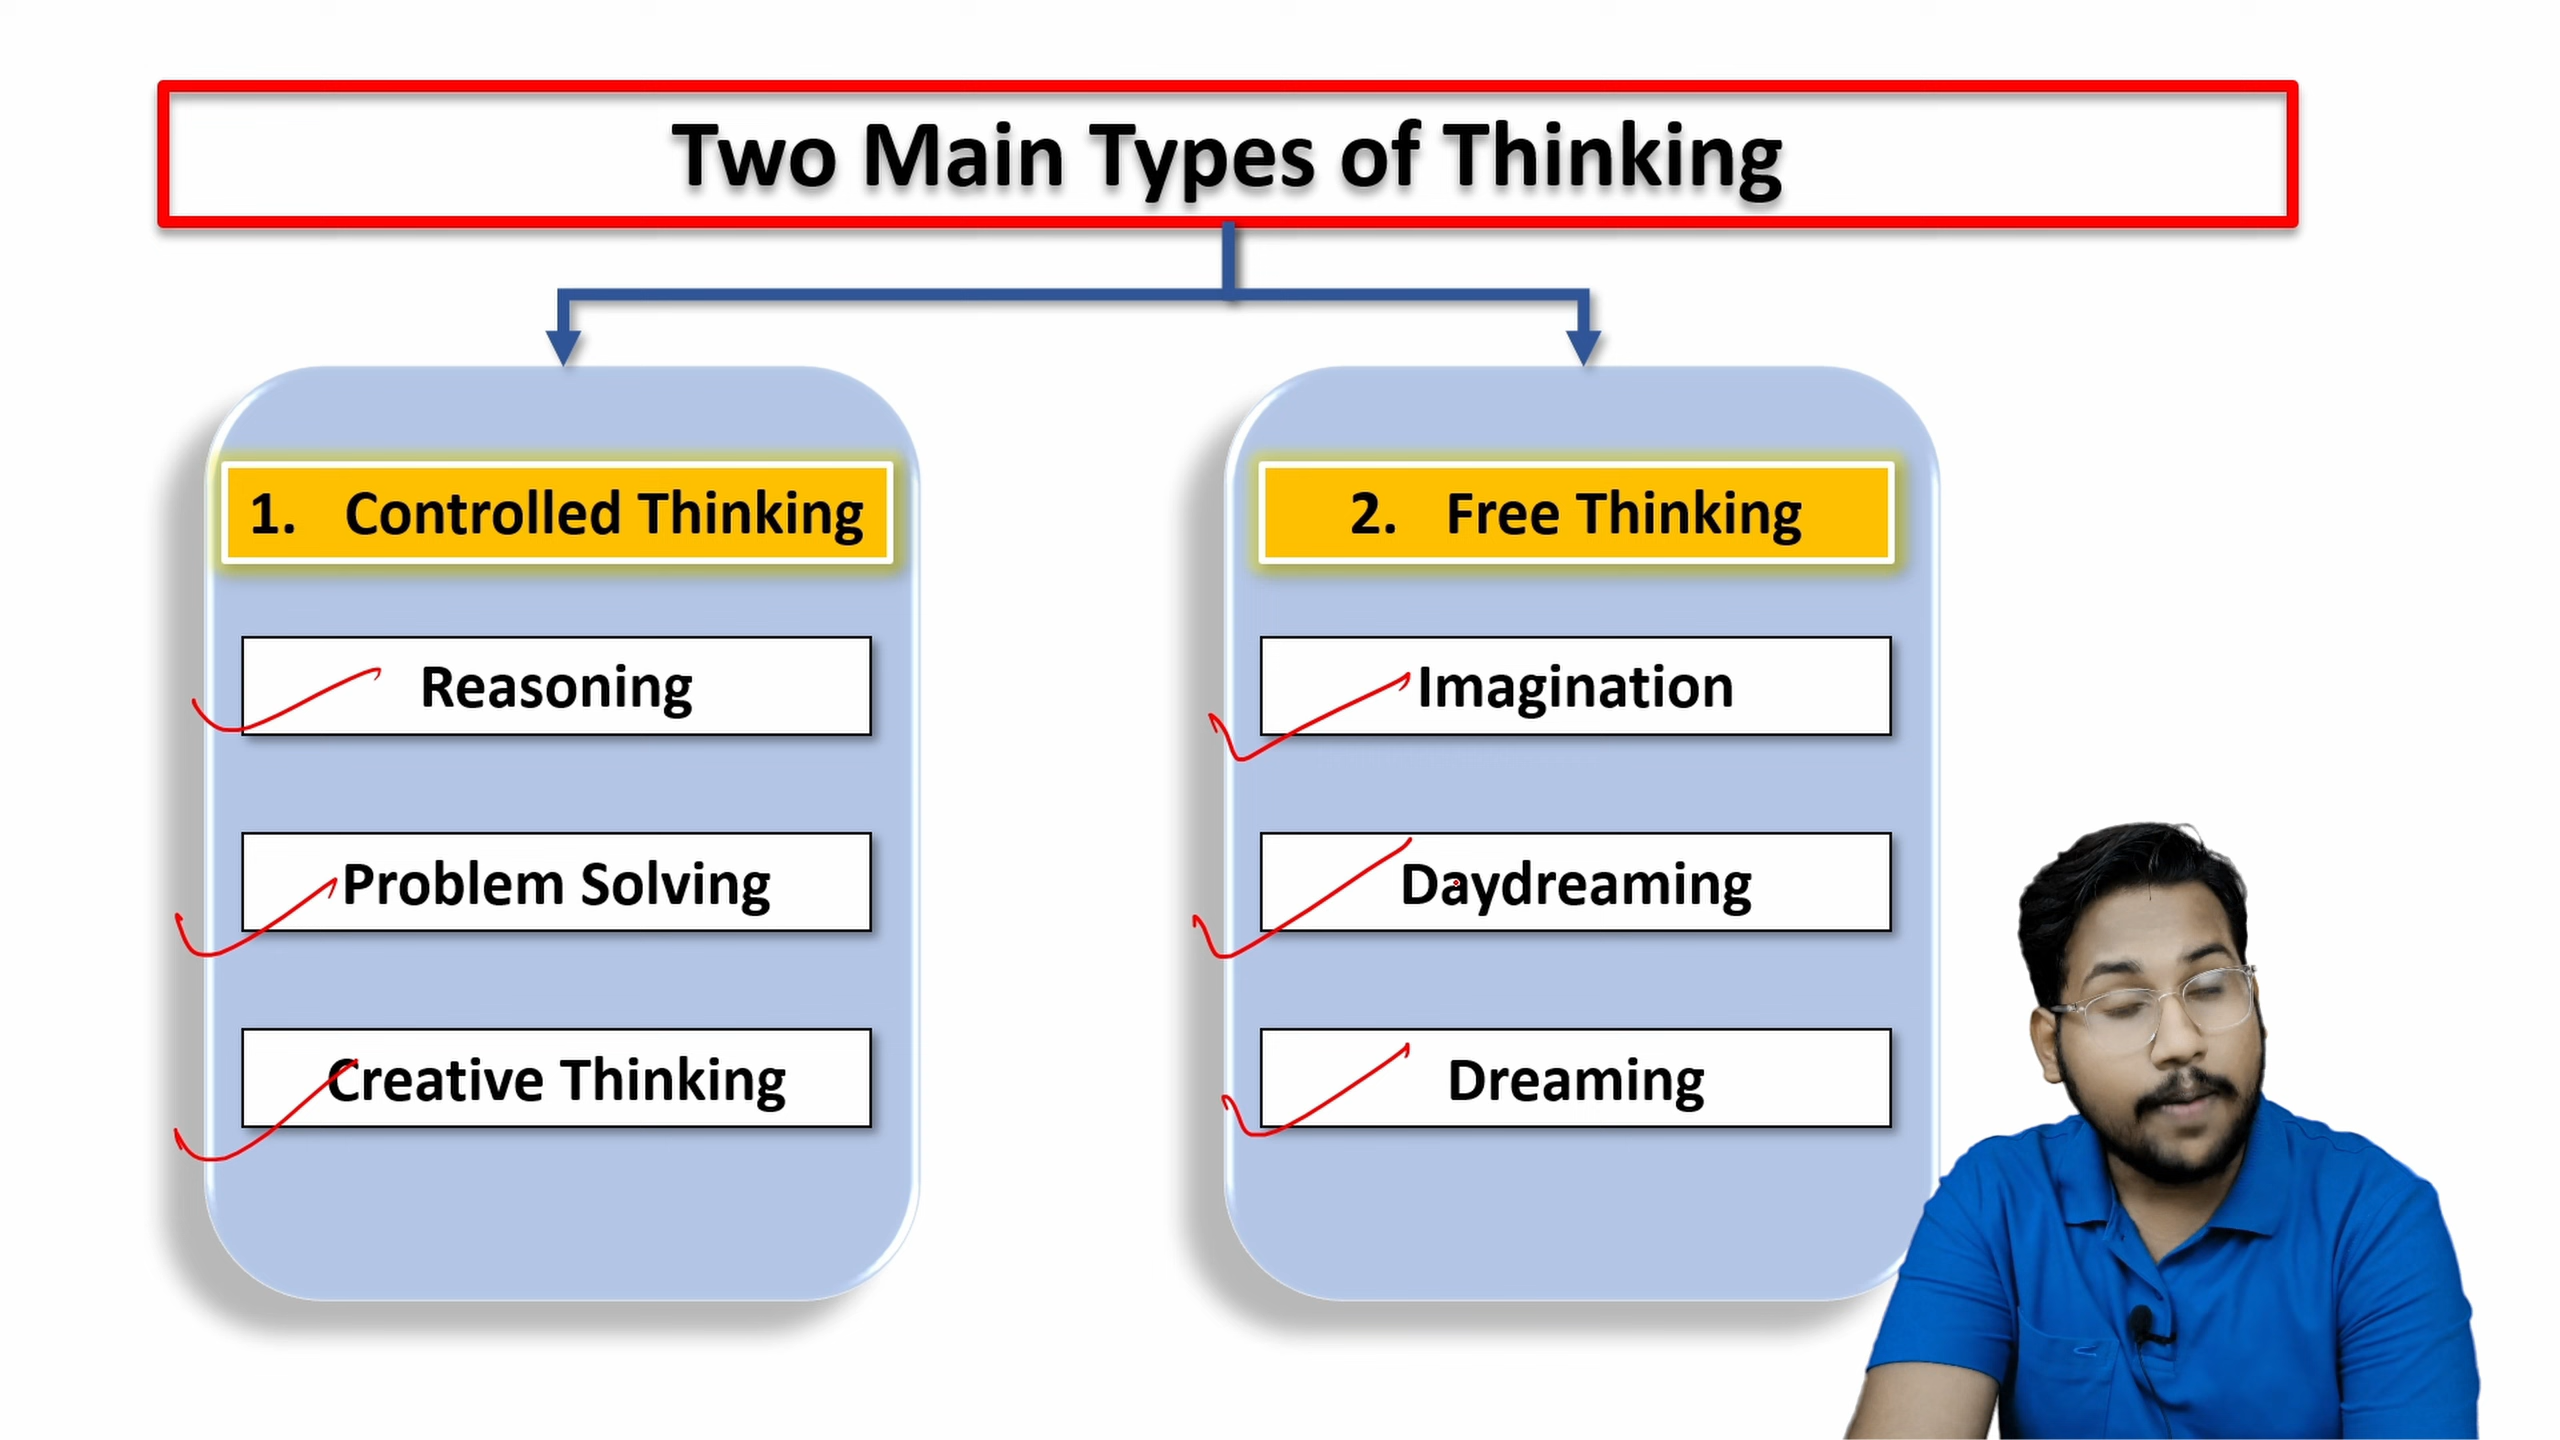 Two Main Types of Thinking
1. Controlled Thinking
Reasoning
Problem Solving
Creative Thinking
2. Free Thinking
Imagination
Daydreaming
Dreaming